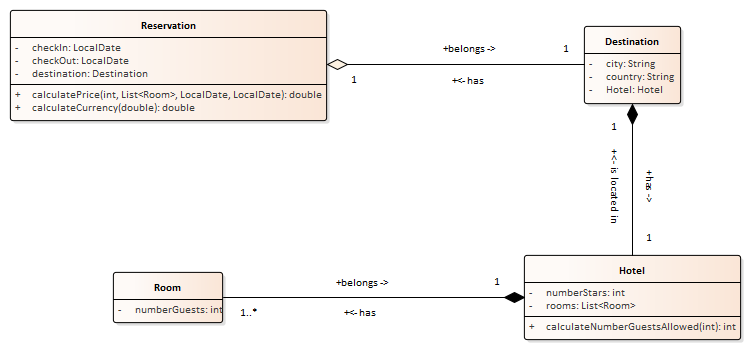 Reservation
- checkIn: LocalDate
- checkOut: LocalDate
- destination: Destination
+ calculatePrice(int, List<Room>, LocalDate, LocalDate): double
+ calculateCurrency(double): double
+belongs ->
1
1
+<- has
Destination
- city: String
- country: String
- Hotel: Hotel
1
+<- is located in
+has ->
1
Hotel
- numberStars: int
- rooms: List<Room>
+ calculateNumberGuestsAllowed(int): int
Room
- numberGuests: int
+belongs ->
1
1..*
+<- has